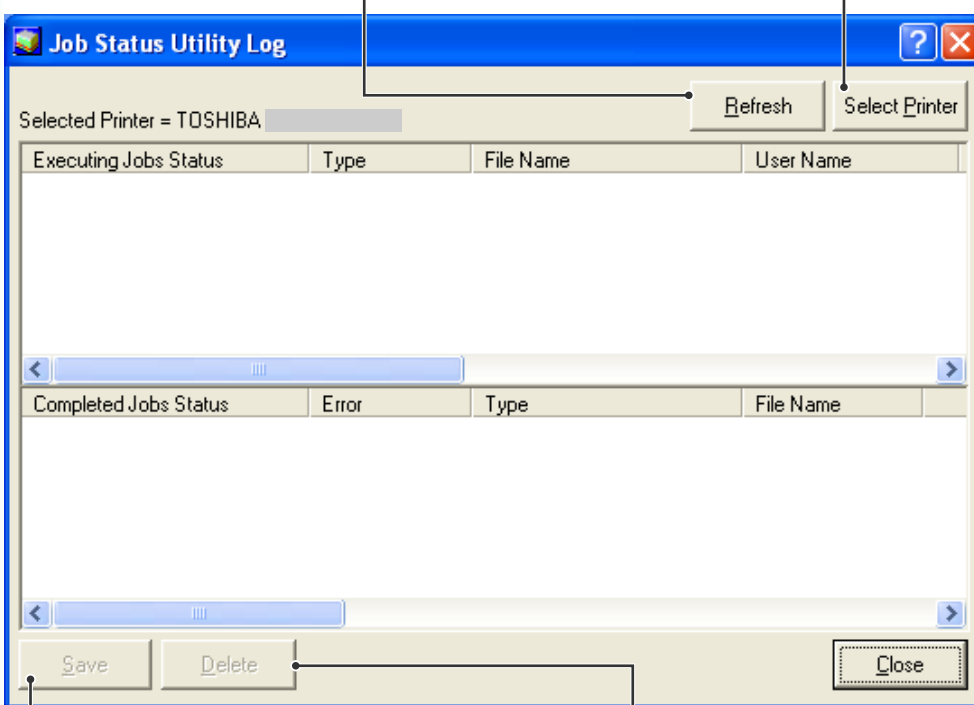 Job Status Utility Log
Refresh
Select Printer
Selected Printer = TOSHIBA
Executing Jobs Status Type File Name User Name
Completed Jobs Status Error Type File Name
Save Delete Close